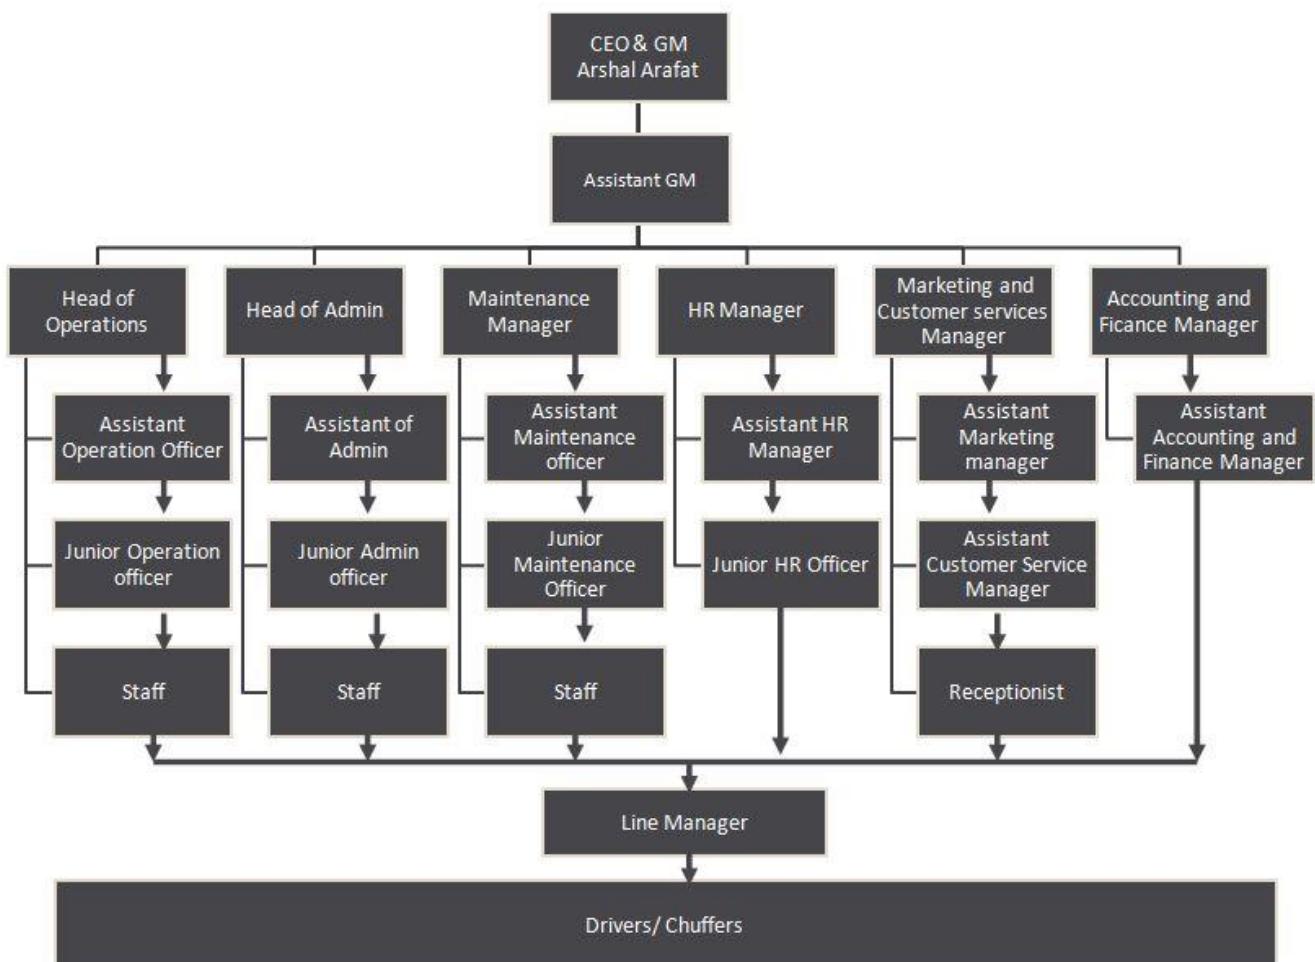 CEO & GM
Arshal Arafat
Assistant GM
Head of
Operations
Head of Admin
Maintenance
Manager
HR Manager
Marketing and
Customer services
Manager
Accounting and
Finance Manager
Assistant
Operation Officer
Assistant of
Admin
Assistant
Maintenance
officer
Assistant HR
Manager
Assistant
Marketing
manager
Assistant
Accounting and
Finance Manager
Junior Operation
officer
Junior Admin
officer
Junior
Maintenance
Officer
Junior HR Officer
Assistant
Customer Service
Manager
Staff
Staff
Staff
Receptionist
Line Manager
Drivers/ Chuffers